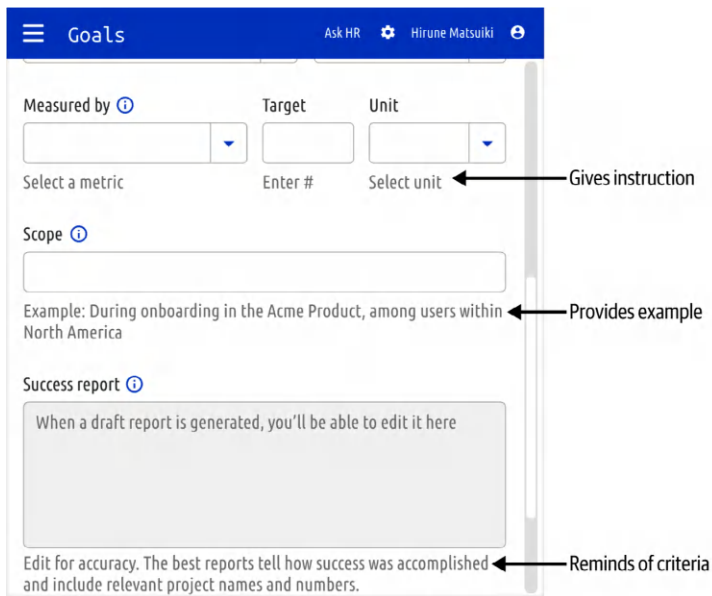 Goals Ask HR Hirune Matsuiki
Measured by Target Unit
Select a metric Enter # Select unit
Gives instruction
Scope
Example: During onboarding in the Acme Product, among users within
North America
Provides example
Success report
When a draft report is generated, you'll be able to edit it here
Edit for accuracy. The best reports tell how success was accomplished
and include relevant project names and numbers.
Reminds of criteria